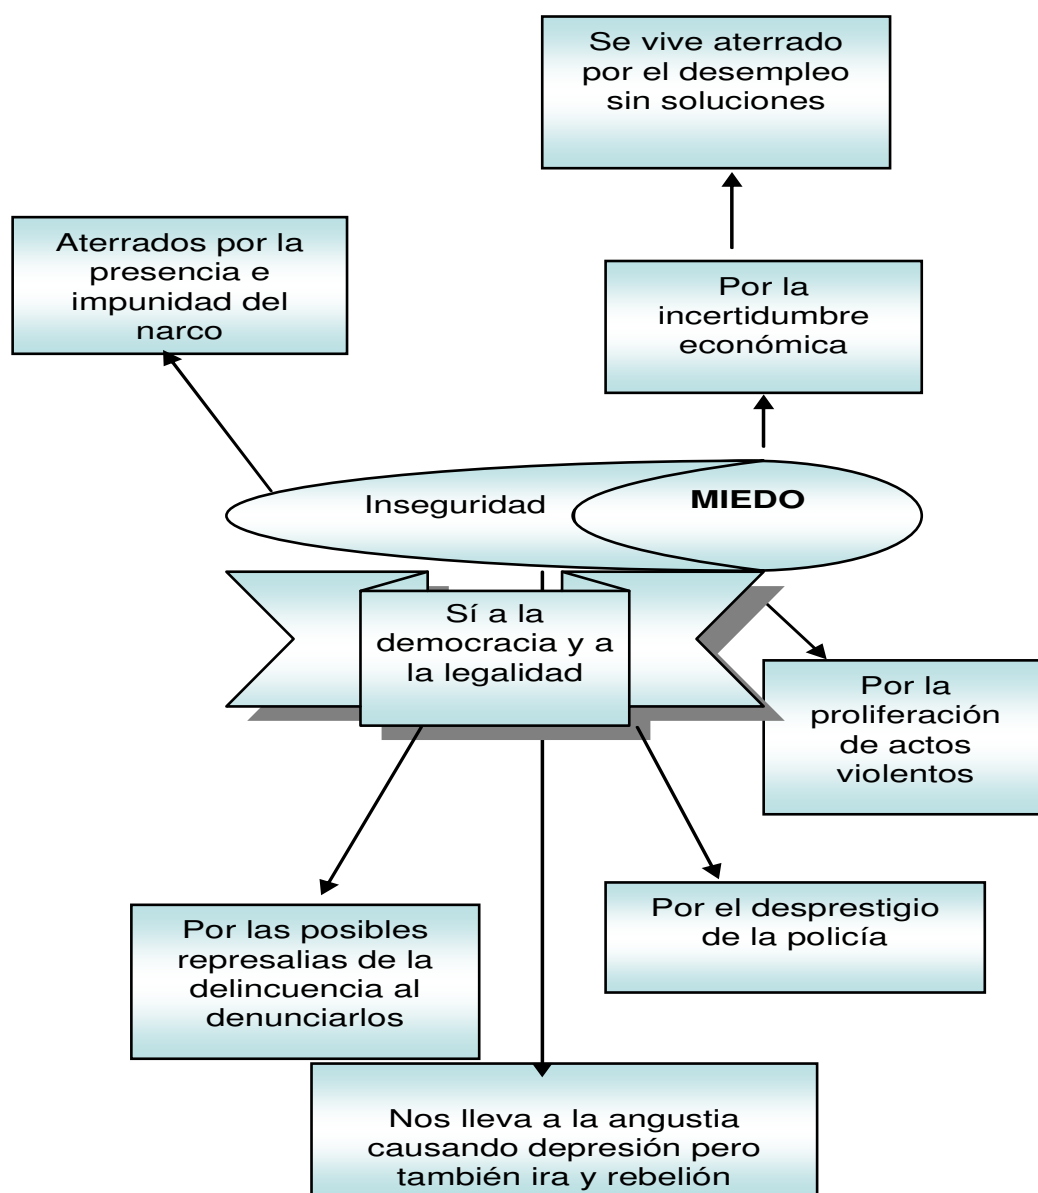 Se vive aterrado
por el desempleo
sin soluciones
Aterrados por la
presencia e
impunidad del
narco
Por la
incertidumbre
económica
Inseguridad
MIEDO
Sí a la
democracia y a
la legalidad
Por la
proliferación
de actos
violentos
Por el desprestigio
de la policía
Por las posibles
represalias de la
delincuencia al
denunciarlos
Nos lleva a la angustia
causando depresión pero
también ira y rebelión